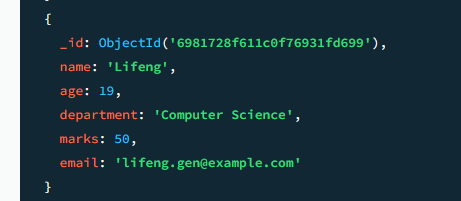 {
_id: ObjectId('6981728f611c0f76931fd699'),
name: 'Lifeng',
age: 19,
department: 'Computer Science',
marks: 50,
email: 'lifeng.gen@example.com'
}